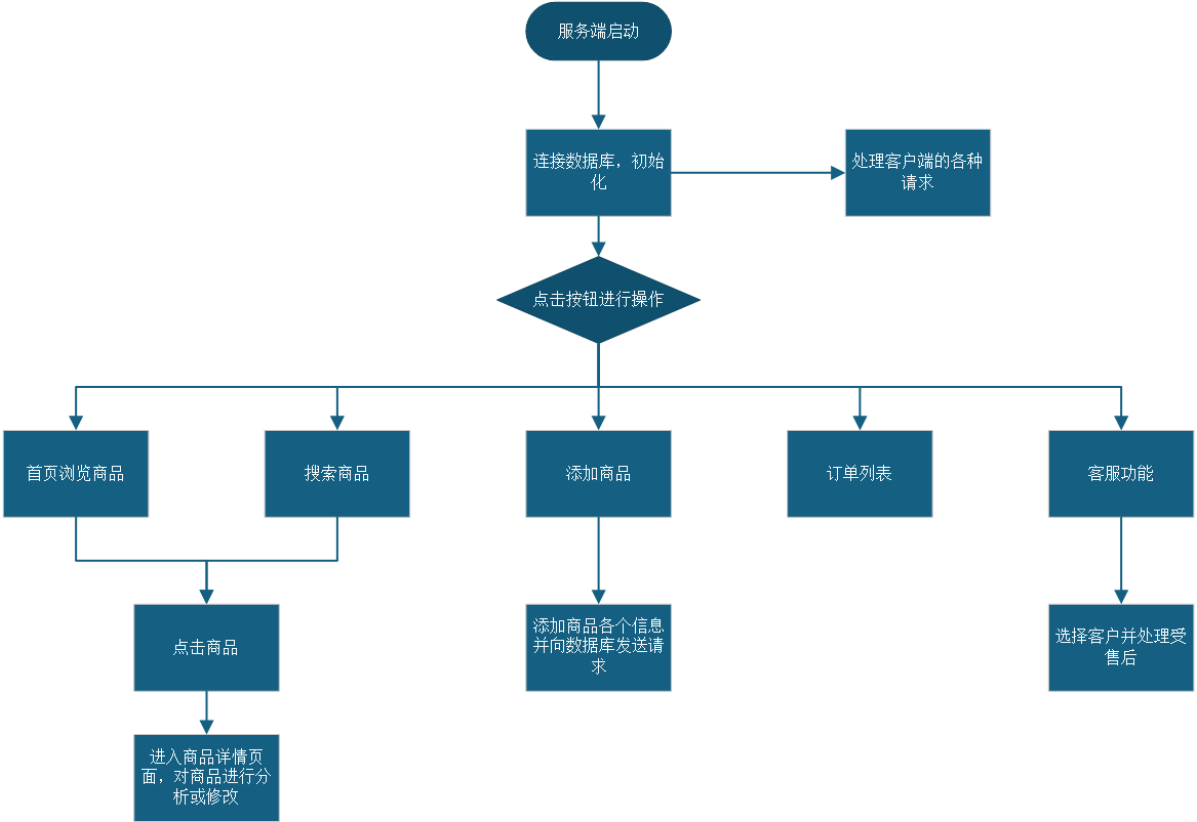 服务端启动
连接数据库，初始
化
处理客户端的各种
请求
点击按钮进行操作
首页浏览商品
搜索商品
添加商品
订单列表
客服功能
点击商品
添加商品各个信息
并向数据库发送请
求
选择客户并处理受
售后
进入商品详情页
面，对商品进行分
析或修改